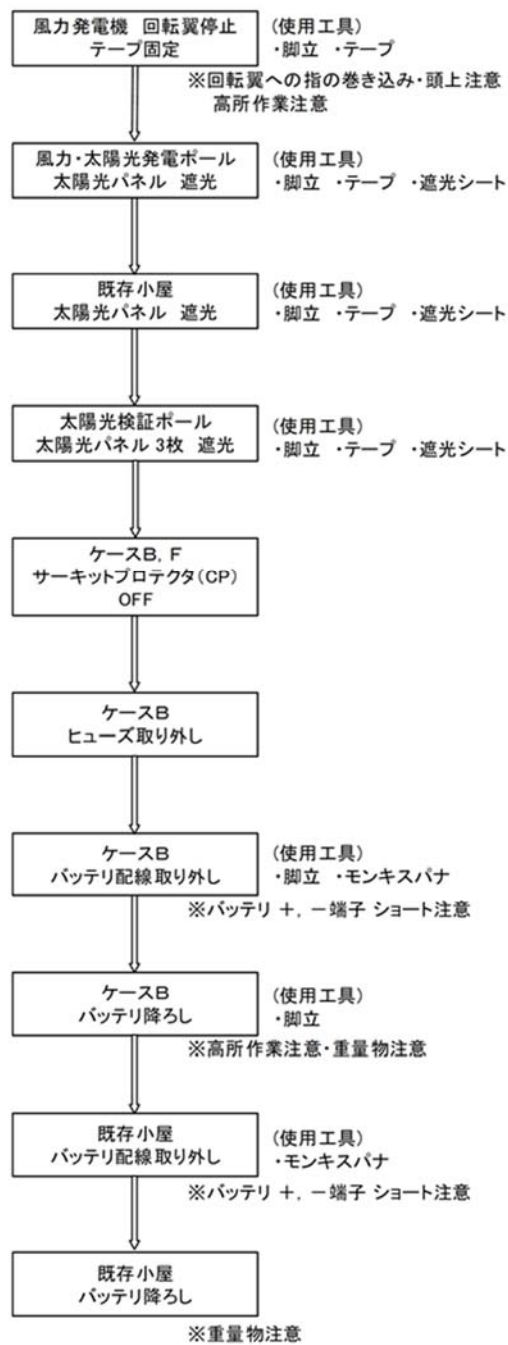 風力発電機 回転翼停止
テープ固定
(使用工具)
・脚立 ・テープ
※回転翼への指の巻き込み・頭上注意
高所作業注意
風力・太陽光発電ポール
太陽光パネル 遮光
(使用工具)
・脚立 ・テープ ・遮光シート
既存小屋
太陽光パネル 遮光
(使用工具)
・脚立 ・テープ ・遮光シート
太陽光検証ポール
太陽光パネル 3枚 遮光
(使用工具)
・脚立 ・テープ ・遮光シート
ケースB, F
サーキットプロテクタ(CP)
OFF
ケースB
ヒューズ取り外し
ケースB
バッテリ配線取り外し
(使用工具)
・脚立 ・モンキスパナ
※バッテリ +, −端子 ショート注意
ケースB
バッテリ降ろし
(使用工具)
・脚立
※高所作業注意・重量物注意
既存小屋
バッテリ配線取り外し
(使用工具)
・モンキスパナ
※バッテリ +, −端子 ショート注意
既存小屋
バッテリ降ろし
※重量物注意